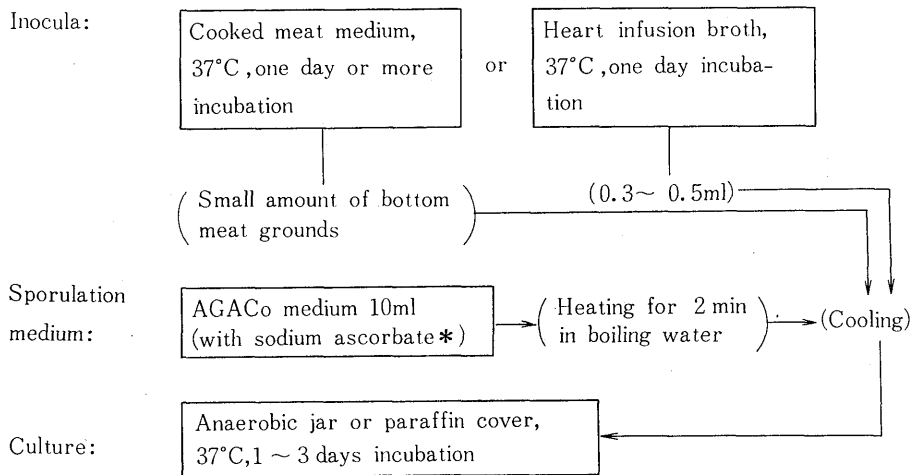 Inocula:
Cooked meat medium,
37°C, one day or more
incubation
or
Heart infusion broth,
37°C, one day incuba-
tion
(Small amount of bottom
meat grounds)
(0.3~ 0.5ml)
Sporulation
medium:
AGACo medium 10ml
(with sodium ascorbate*)
(Heating for 2 min
in boiling water)
(Cooling)
Culture:
Anaerobic jar or paraffin cover,
37°C, 1 ~ 3 days incubation